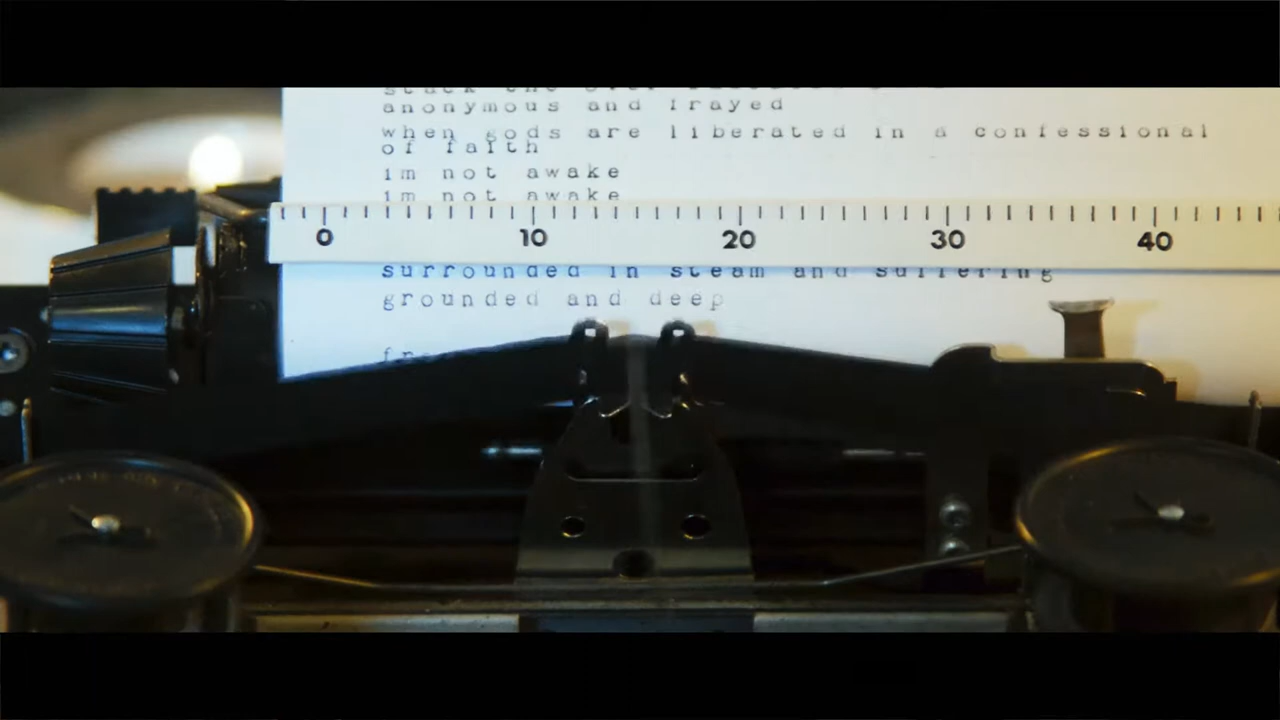 anonymous and frayed
when gods are liberated in a confessional
of faith
im not awake
im not awake
0 10 20 30 40
surrounded in steam and suffering
grounded and deep